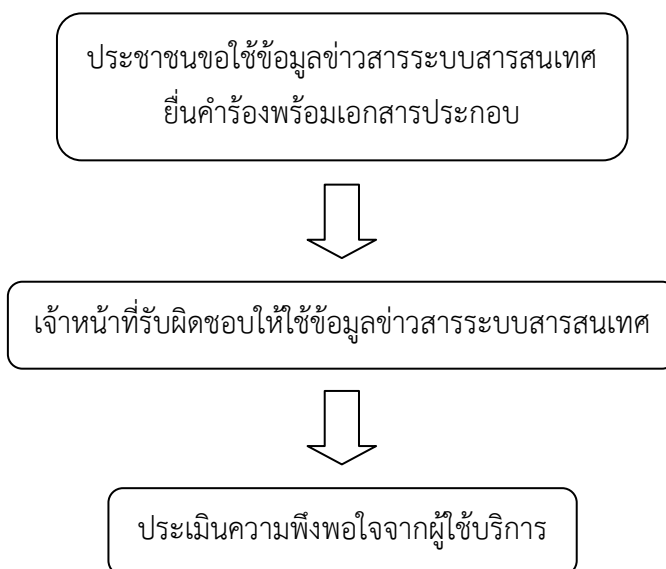 ประชาชนขอใช้ข้อมูลข่าวสารระบบสารสนเทศ
ยื่นคำร้องพร้อมเอกสารประกอบ
เจ้าหน้าที่รับผิดชอบให้ใช้ข้อมูลข่าวสารระบบสารสนเทศ
ประเมินความพึงพอใจจากผู้ใช้บริการ